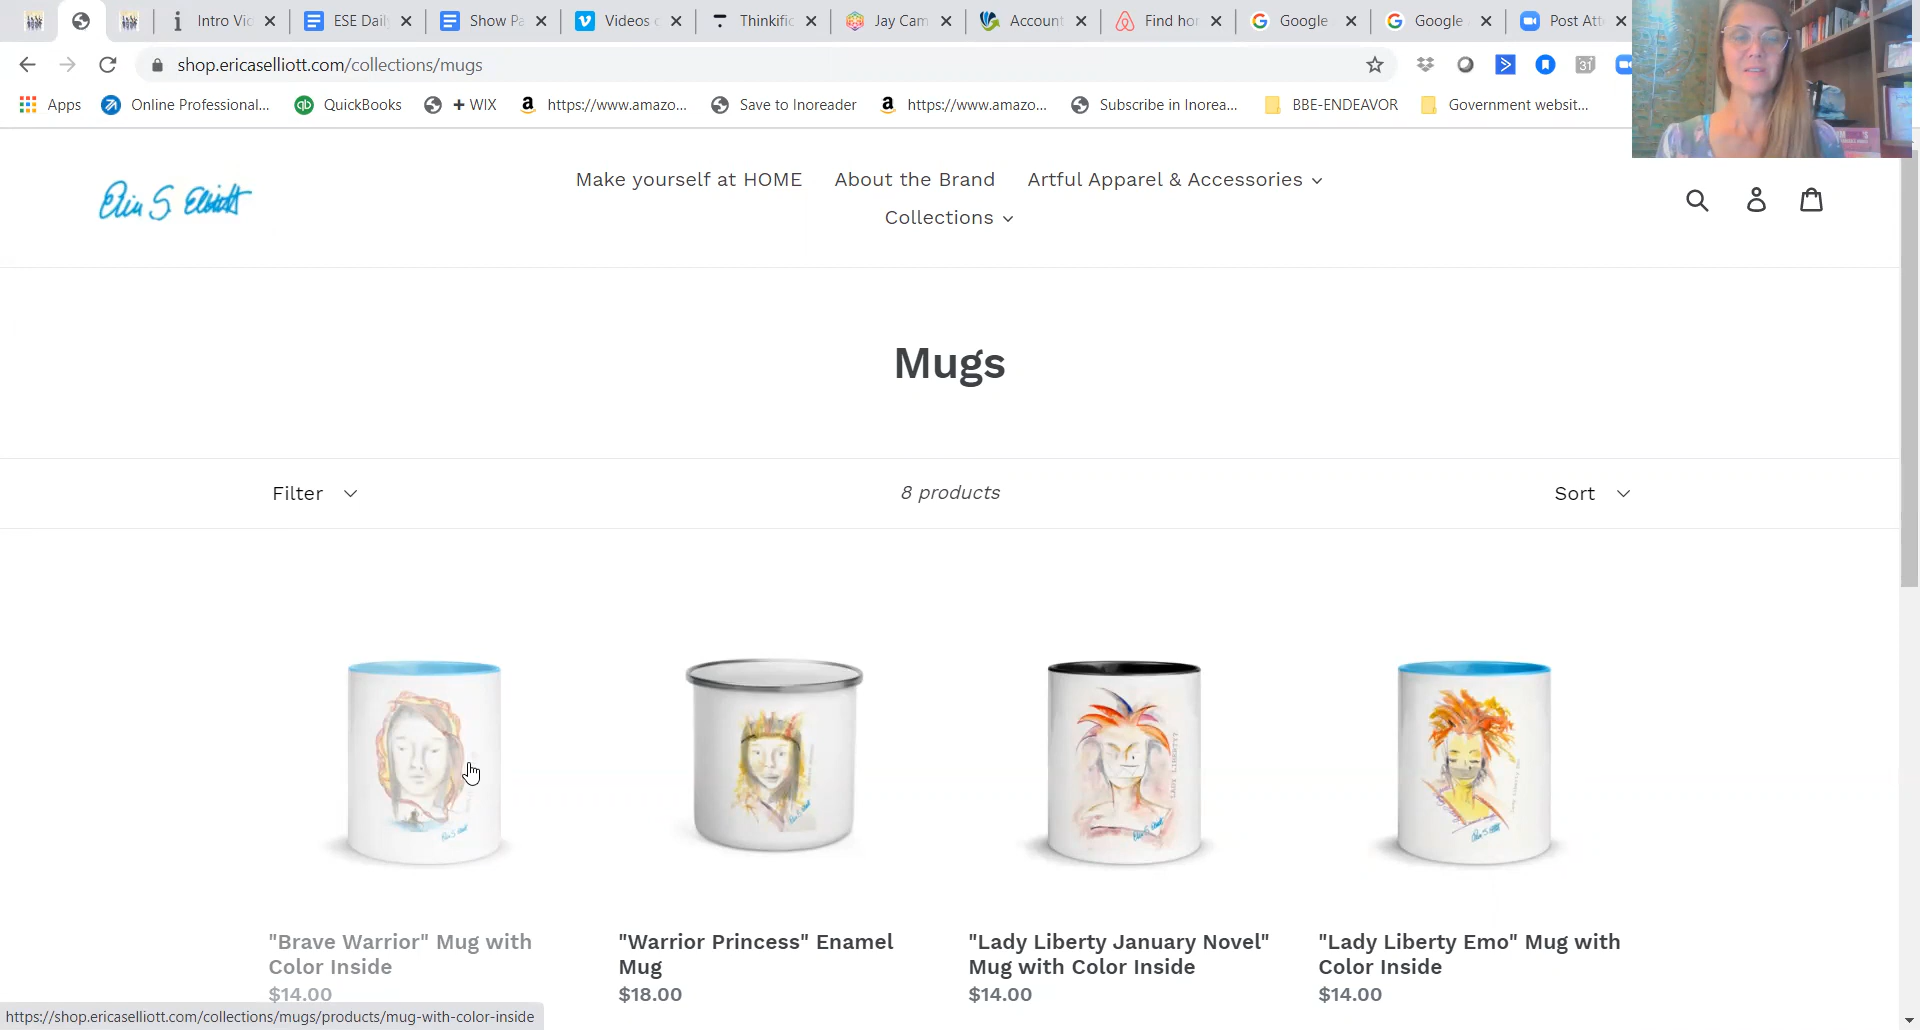 Intro Vic
ESE Dail
Show Pa
Videos
Thinkific
Jay Cam
Account
Find hor
Google
Google
Post Att
shop.ericaselliott.com/collections/mugs
Apps
Online Professional...
QuickBooks
+ WIX
https://www.amazo...
Save to Inoreader
https://www.amazo...
Subscribe in Inorea...
BBE-ENDEAVOR
Government websit...
Make yourself at HOME
About the Brand
Artful Apparel & Accessories
Collections
Mugs
Filter
8 products
Sort
LADY LIBERTY
"Brave Warrior" Mug with
Color Inside
$14.00
"Warrior Princess" Enamel
Mug
$18.00
"Lady Liberty January Novel"
Mug with Color Inside
$14.00
"Lady Liberty Emo" Mug with
Color Inside
$14.00
https://shop.ericaselliott.com/collections/mugs/products/mug-with-color-inside